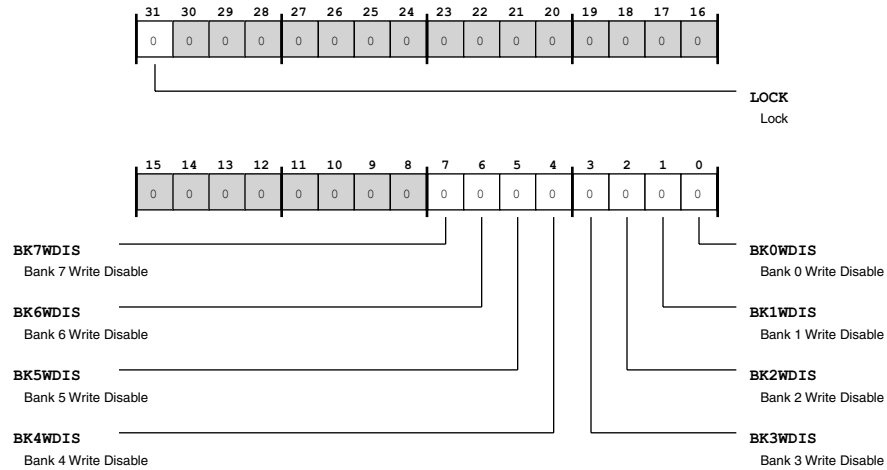 31 30 29 28 27 26 25 24 23 22 21 20 19 18 17 16
0 0 0 0 0 0 0 0 0 0 0 0 0 0 0 0
LOCK
Lock
15 14 13 12 11 10 9 8 7 6 5 4 3 2 1 0
0 0 0 0 0 0 0 0 0 0 0 0 0 0 0 0
BK7WDIS BK0WDIS
Bank 7 Write Disable Bank 0 Write Disable
BK6WDIS BK1WDIS
Bank 6 Write Disable Bank 1 Write Disable
BK5WDIS BK2WDIS
Bank 5 Write Disable Bank 2 Write Disable
BK4WDIS BK3WDIS
Bank 4 Write Disable Bank 3 Write Disable